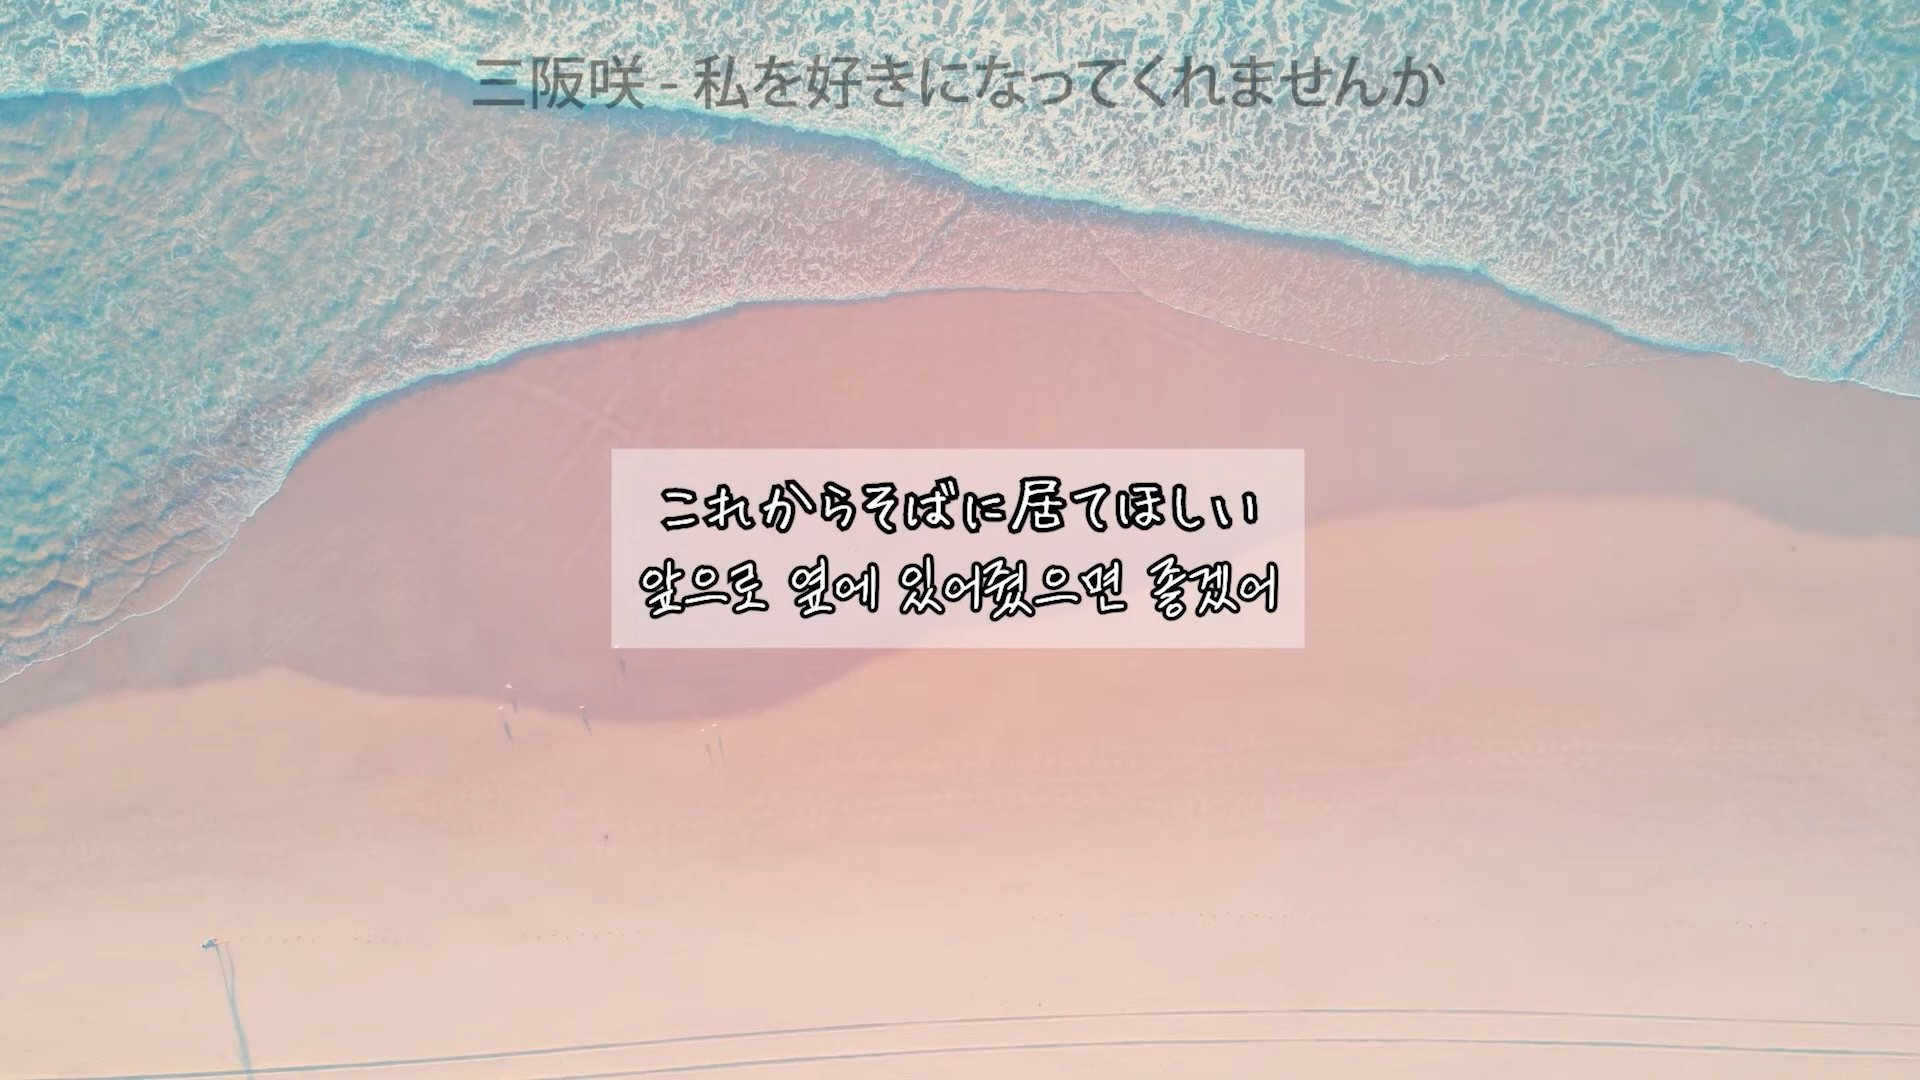 三阪咲 - 私を好きになってくれませんか
これからそばに居てほしい
앞으로 옆에 있어줬으면 좋겠어